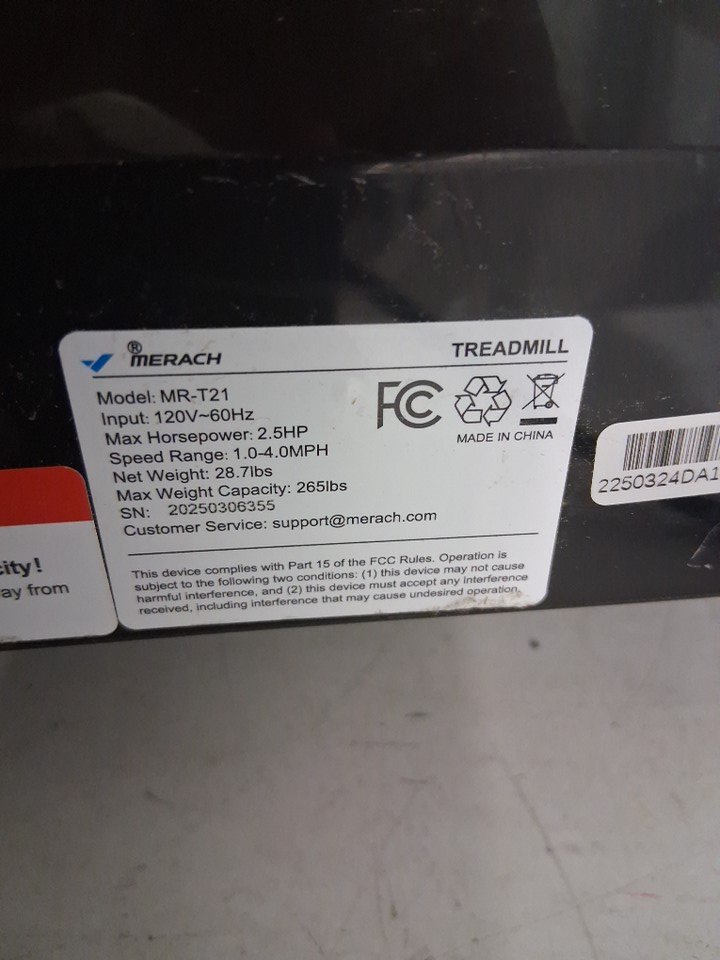 ® MERACH
TREADMILL
Model: MR-T21
Input: 120V~60Hz
Max Horsepower: 2.5HP
Speed Range: 1.0-4.0MPH
Net Weight: 28.7lbs
Max Weight Capacity: 265lbs
SN: 20250306355
Customer Service: support@merach.com
FC
MADE IN CHINA
This device complies with Part 15 of the FCC Rules. Operation is
subject to the following two conditions: (1) this device may not cause
harmful interference, and (2) this device must accept any interference
received, including interference that may cause undesired operation.
city!
ay from
2250324DA1